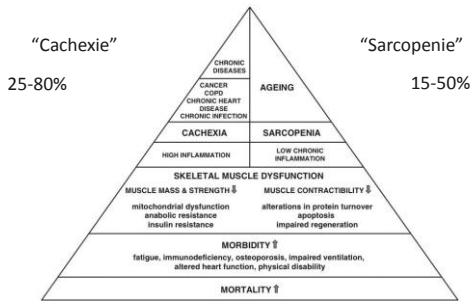 “Cachexie”
25-80%
“Sarcopenie”
15-50%
CHRONIC
DISEASES
AGEING
CANCER
COPD
CHRONIC HEART
DISEASE
CHRONIC INFECTION
CACHEXIA
SARCOPENIA
HIGH INFLAMMATION
LOW CHRONIC
INFLAMMATION
SKELETAL MUSCLE DYSFUNCTION
MUSCLE MASS & STRENGTH⇩
mitochondrial dysfunction
anabolic resistance
insulin resistance
MUSCLE CONTRACTIBILITY⇩
alterations in protein turnover
apoptosis
impaired regeneration
MORBIDITY⇧
fatigue, immunodeficiency, osteoporosis, impaired ventilation,
altered heart function, physical disability
MORTALITY⇧